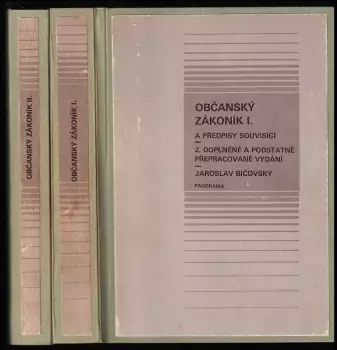 OBČANSKÝ ZÁKONÍK II.
OBČANSKÝ ZÁKONÍK I.
OBČANSKÝ
ZÁKONÍK I.
A PŘEDPISY SOUVISÍCÍ
2. DOPLNĚNÉ A PODSTATNĚ
PŘEPRACOVANÉ VYDÁNÍ
JAROSLAV BIČOVSKÝ
PANORAMA